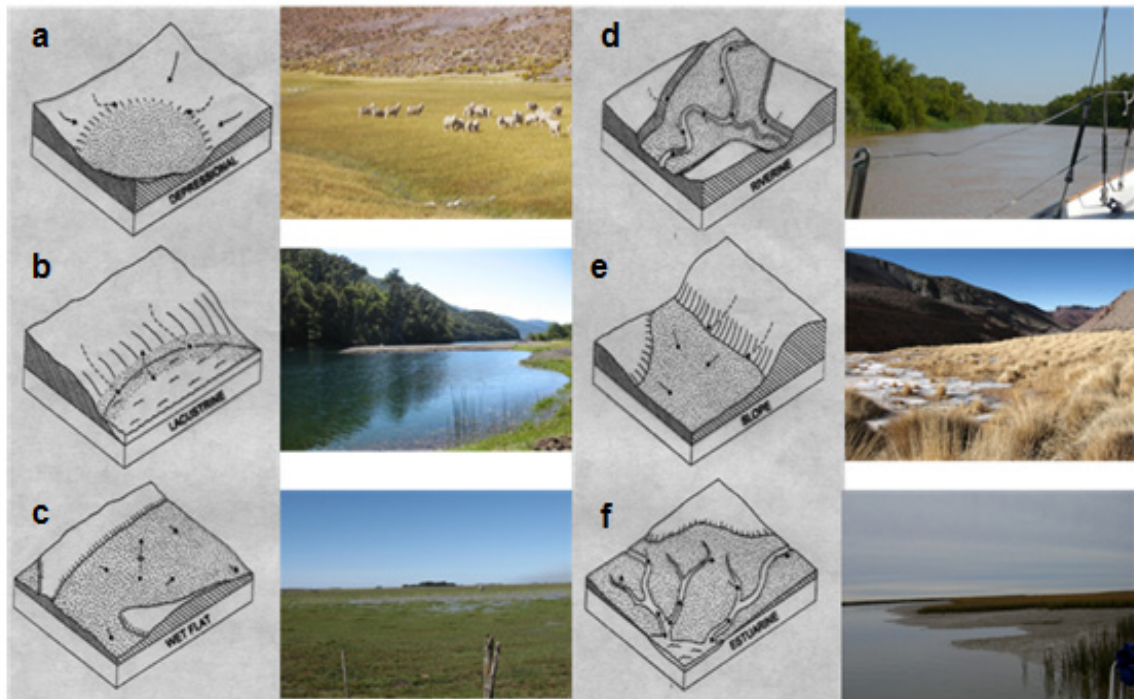 a
DEPRESSIONAL
b
LACUSTRINE
c
WET FLAT
d
RIVERINE
e
SLOPE
f
ESTUARINE